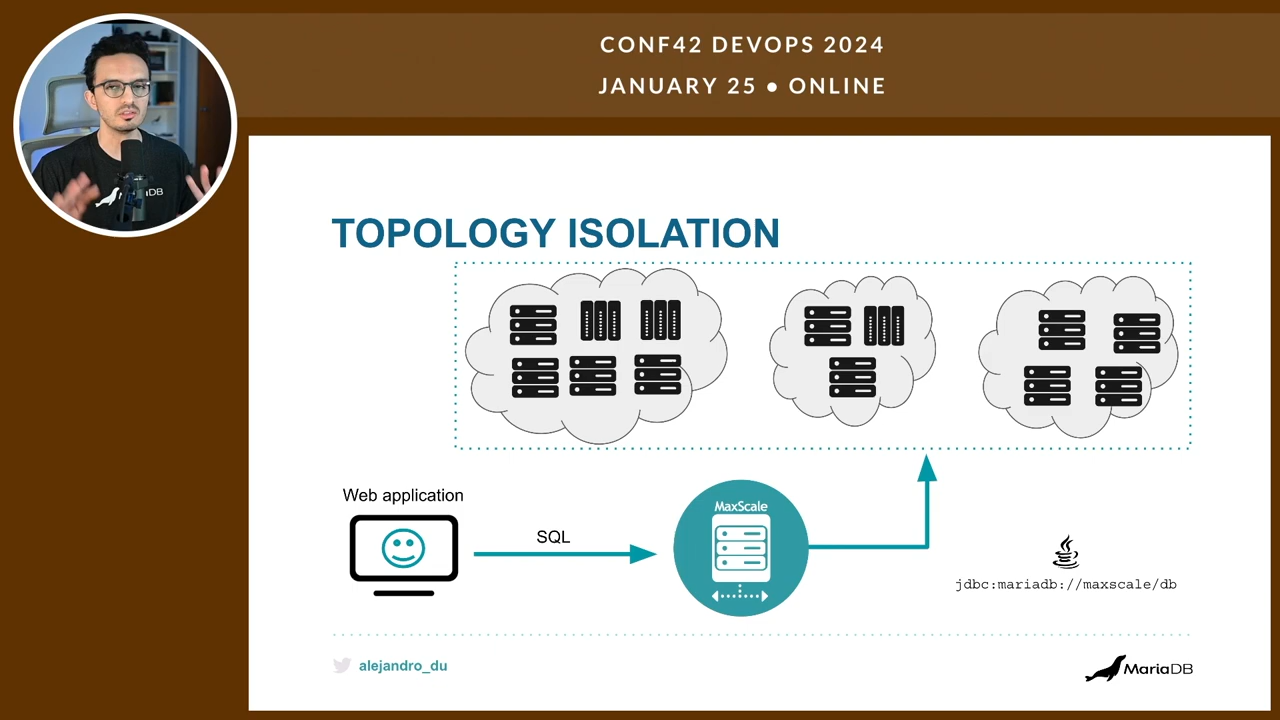 CONF42 DEVOPS 2024
JANUARY 25 • ONLINE
TOPOLOGY ISOLATION
Web application
SQL
MaxScale
jdbc:mariadb://maxscale/db
alejandro_du
MariaDB